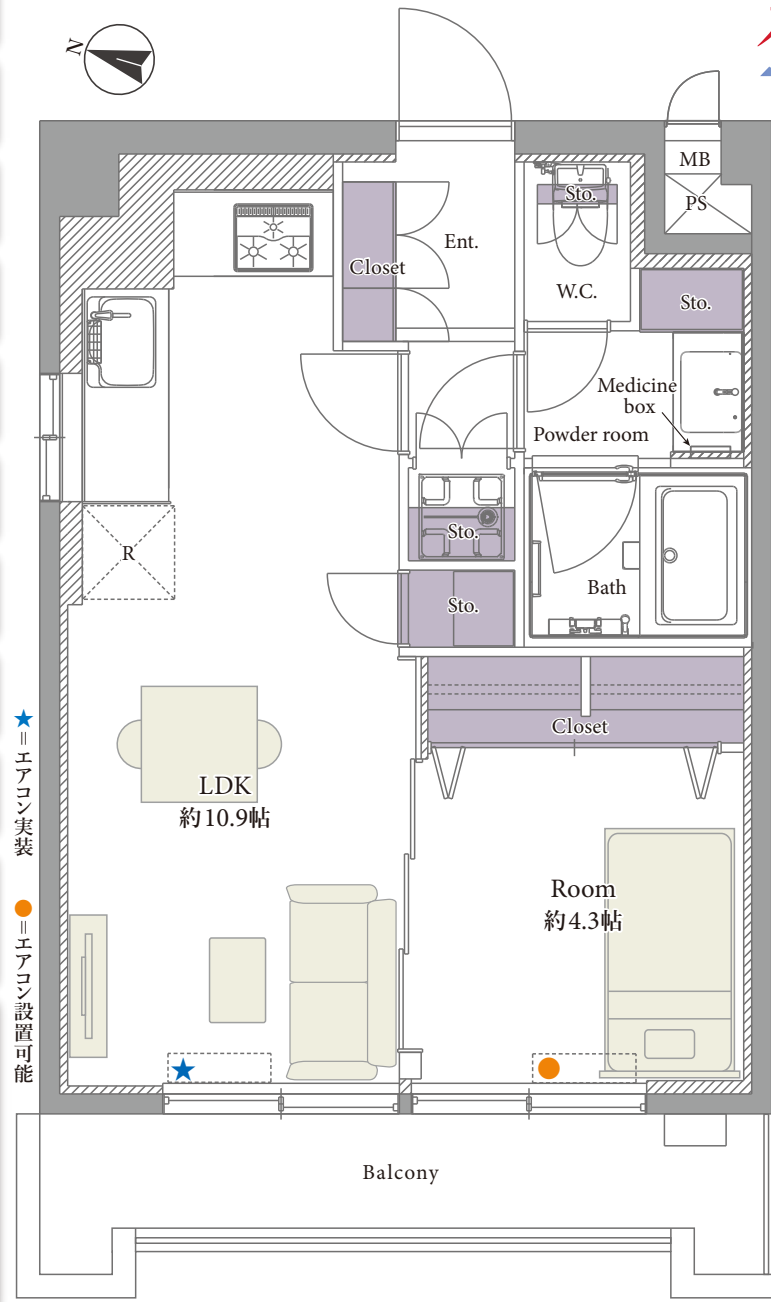 N
MB
PS
Sto.
Ent.
Closet
W.C.
Sto.
Medicine
box
Powder room
Sto.
R
Bath
Sto.
Closet
LDK
約10.9帖
Room
約4.3帖
★=エアコン実装
●=エアコン設置可能
Balcony